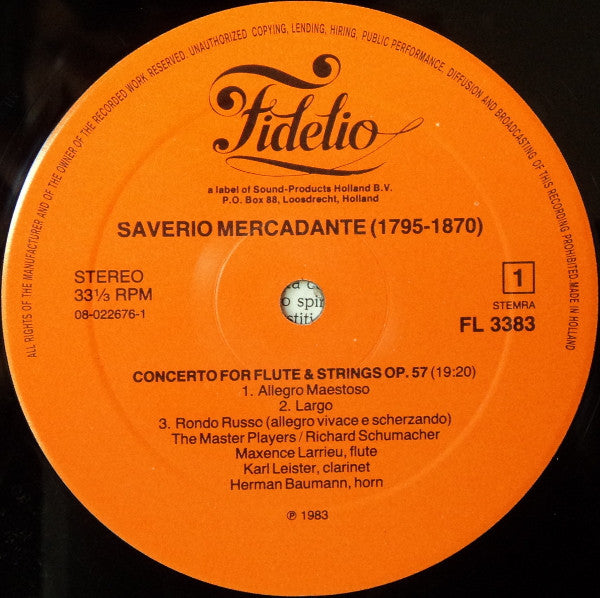 ALL RIGHTS OF THE MANUFACTURER AND OF THE OWNER OF THE RECORDED WORK RESERVED. UNAUTHORIZED COPYING, LENDING, HIRING, PUBLIC PERFORMANCE, DIFFUSION AND BROADCASTING OF THIS RECORDING PROHIBITED. MADE IN HOLLAND
Fidelio
a label of Sound-Products Holland B.V.
P.O. Box 88, Loosdrecht, Holland
SAVERIO MERCADANTE (1795-1870)
STEREO
33⅓ RPM
08-022676-1
1
STEMRA
FL 3383
o spir
stiti
CONCERTO FOR FLUTE & STRINGS OP. 57 (19:20)
1. Allegro Maestoso
2. Largo
3. Rondo Russo (allegro vivace e scherzando)
The Master Players / Richard Schumacher
Maxence Larrieu, flute
Karl Leister, clarinet
Herman Baumann, horn
℗ 1983